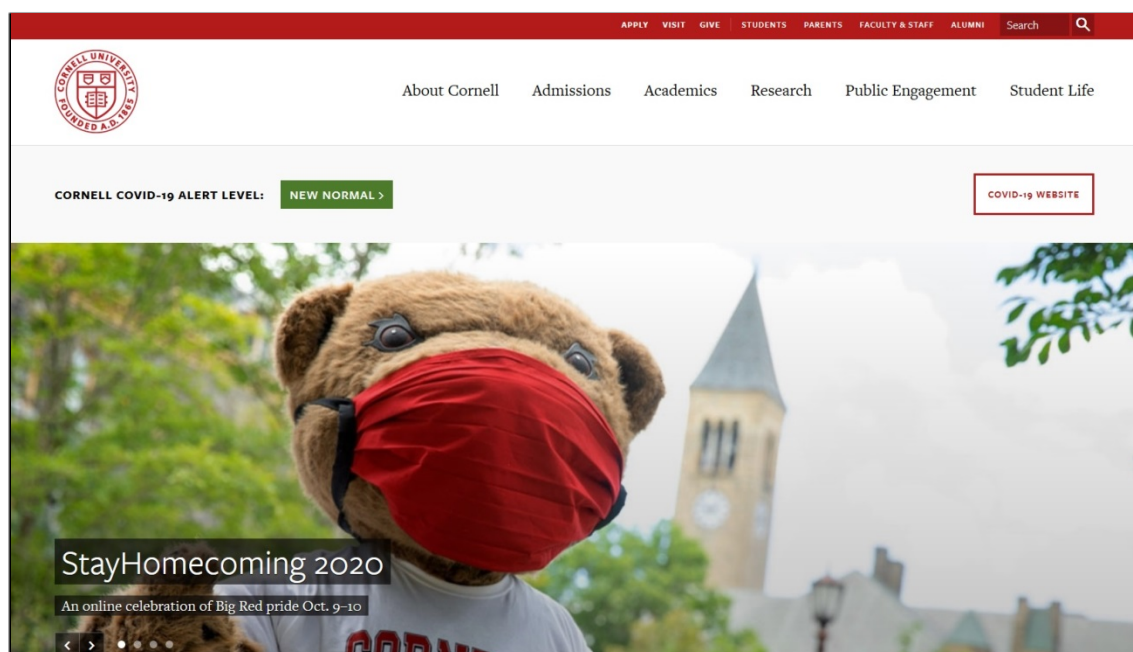 APPLY VISIT GIVE STUDENTS PARENTS FACULTY & STAFF ALUMNI Search
CORNELL UNIVERSITY
FOUNDED A.D. 1865
About Cornell Admissions Academics Research Public Engagement Student Life
CORNELL COVID-19 ALERT LEVEL: NEW NORMAL > COVID-19 WEBSITE
StayHomecoming 2020
An online celebration of Big Red pride Oct. 9–10
CORNELL